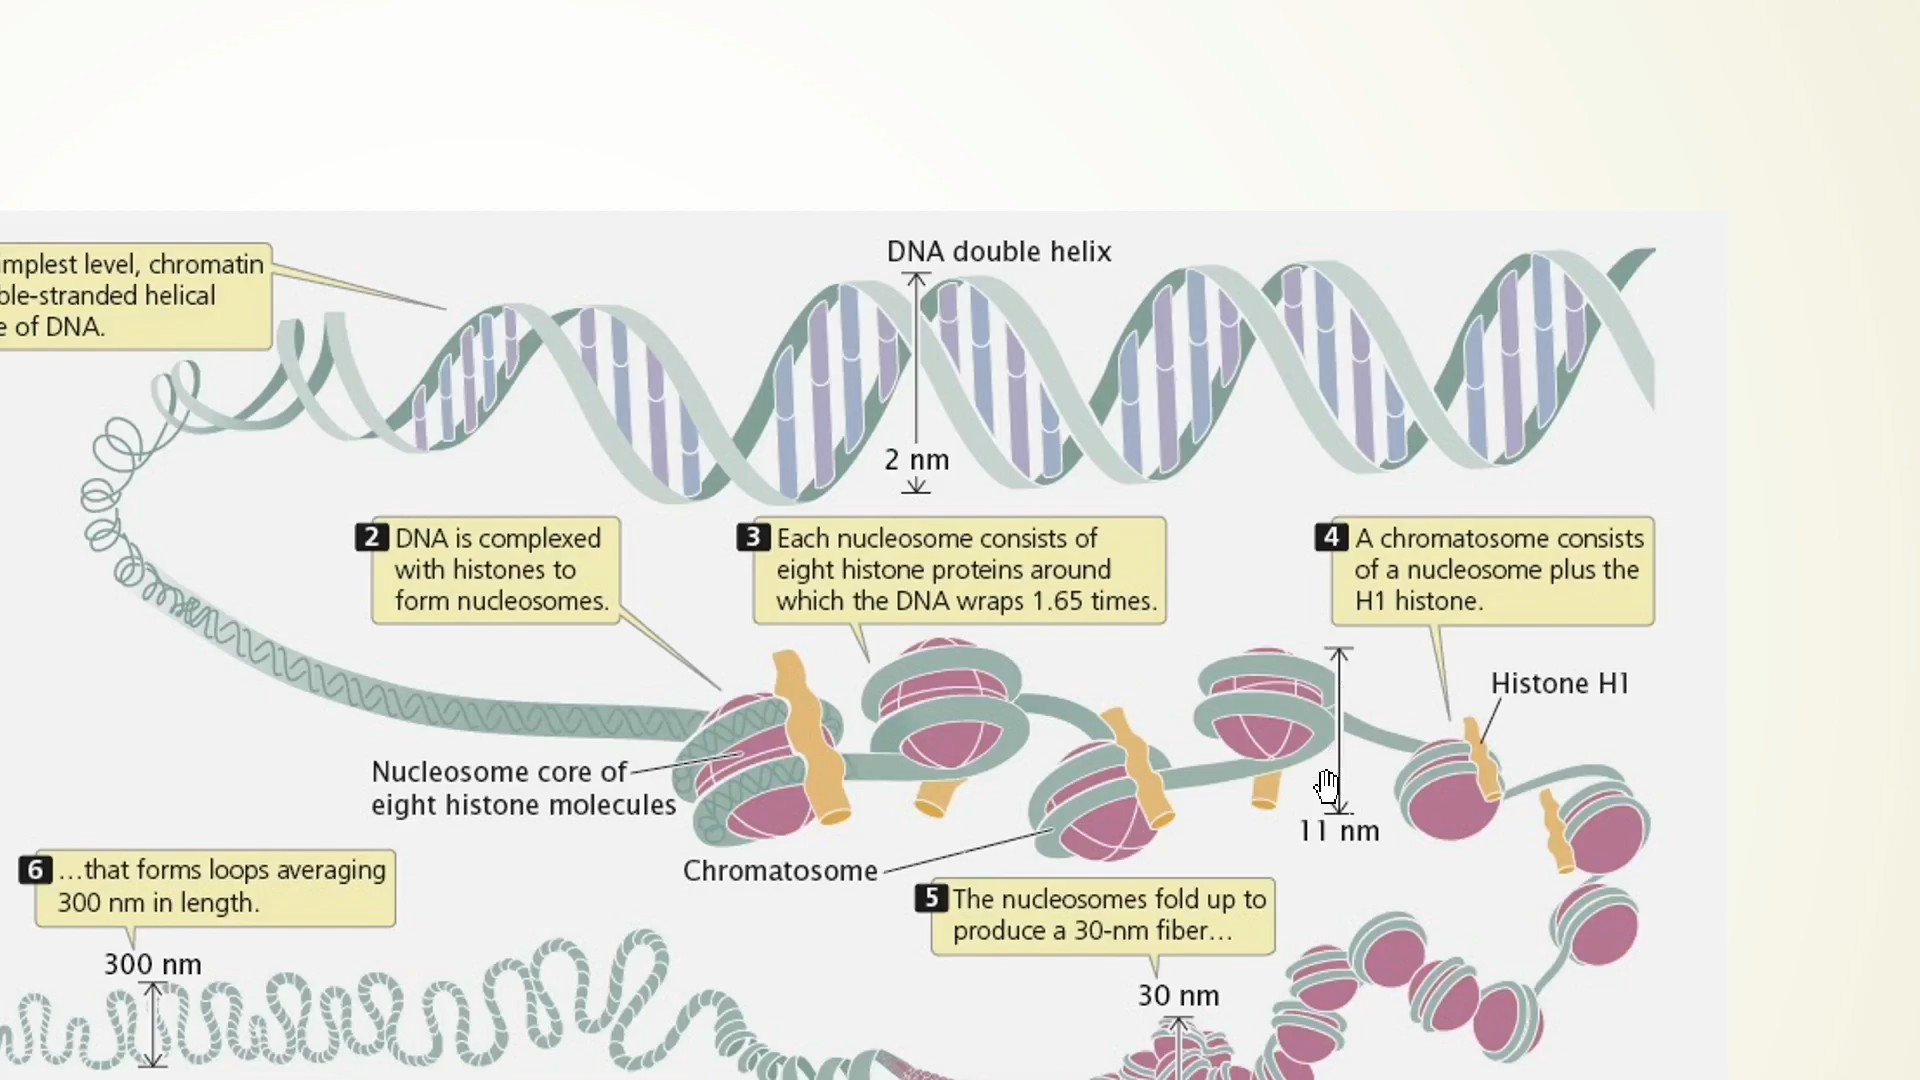 implest level, chromatin
ble-stranded helical
e of DNA.
DNA double helix
2 nm
2 DNA is complexed
with histones to
form nucleosomes.
3 Each nucleosome consists of
eight histone proteins around
which the DNA wraps 1.65 times.
4 A chromatosome consists
of a nucleosome plus the
H1 histone.
Histone H1
Nucleosome core of
eight histone molecules
11 nm
Chromatosome
6 …that forms loops averaging
300 nm in length.
300 nm
5 The nucleosomes fold up to
produce a 30-nm fiber…
30 nm